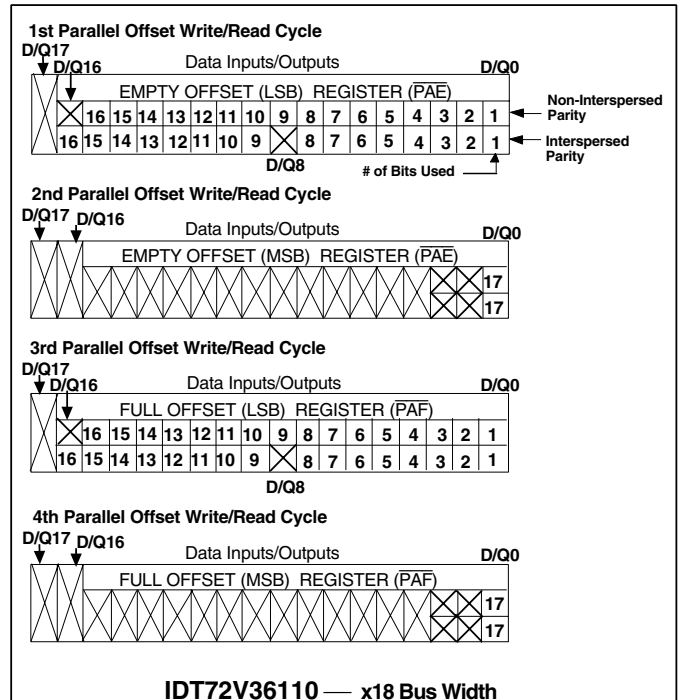 1st Parallel Offset Write/Read Cycle
D/Q17
D/Q16
Data Inputs/Outputs
D/Q0
EMPTY OFFSET (LSB) REGISTER (PAE)
16 15 14 13 12 11 10 9 8 7 6 5 4 3 2 1
Non-Interspersed
Parity
16 15 14 13 12 11 10 9 8 7 6 5 4 3 2 1
Interspersed
Parity
D/Q8
# of Bits Used
2nd Parallel Offset Write/Read Cycle
D/Q17
D/Q16
Data Inputs/Outputs
D/Q0
EMPTY OFFSET (MSB) REGISTER (PAE)
17
17
3rd Parallel Offset Write/Read Cycle
D/Q17
D/Q16
Data Inputs/Outputs
D/Q0
FULL OFFSET (LSB) REGISTER (PAF)
16 15 14 13 12 11 10 9 8 7 6 5 4 3 2 1
16 15 14 13 12 11 10 9 8 7 6 5 4 3 2 1
D/Q8
4th Parallel Offset Write/Read Cycle
D/Q17
D/Q16
Data Inputs/Outputs
D/Q0
FULL OFFSET (MSB) REGISTER (PAF)
17
17
IDT72V36110 — x18 Bus Width